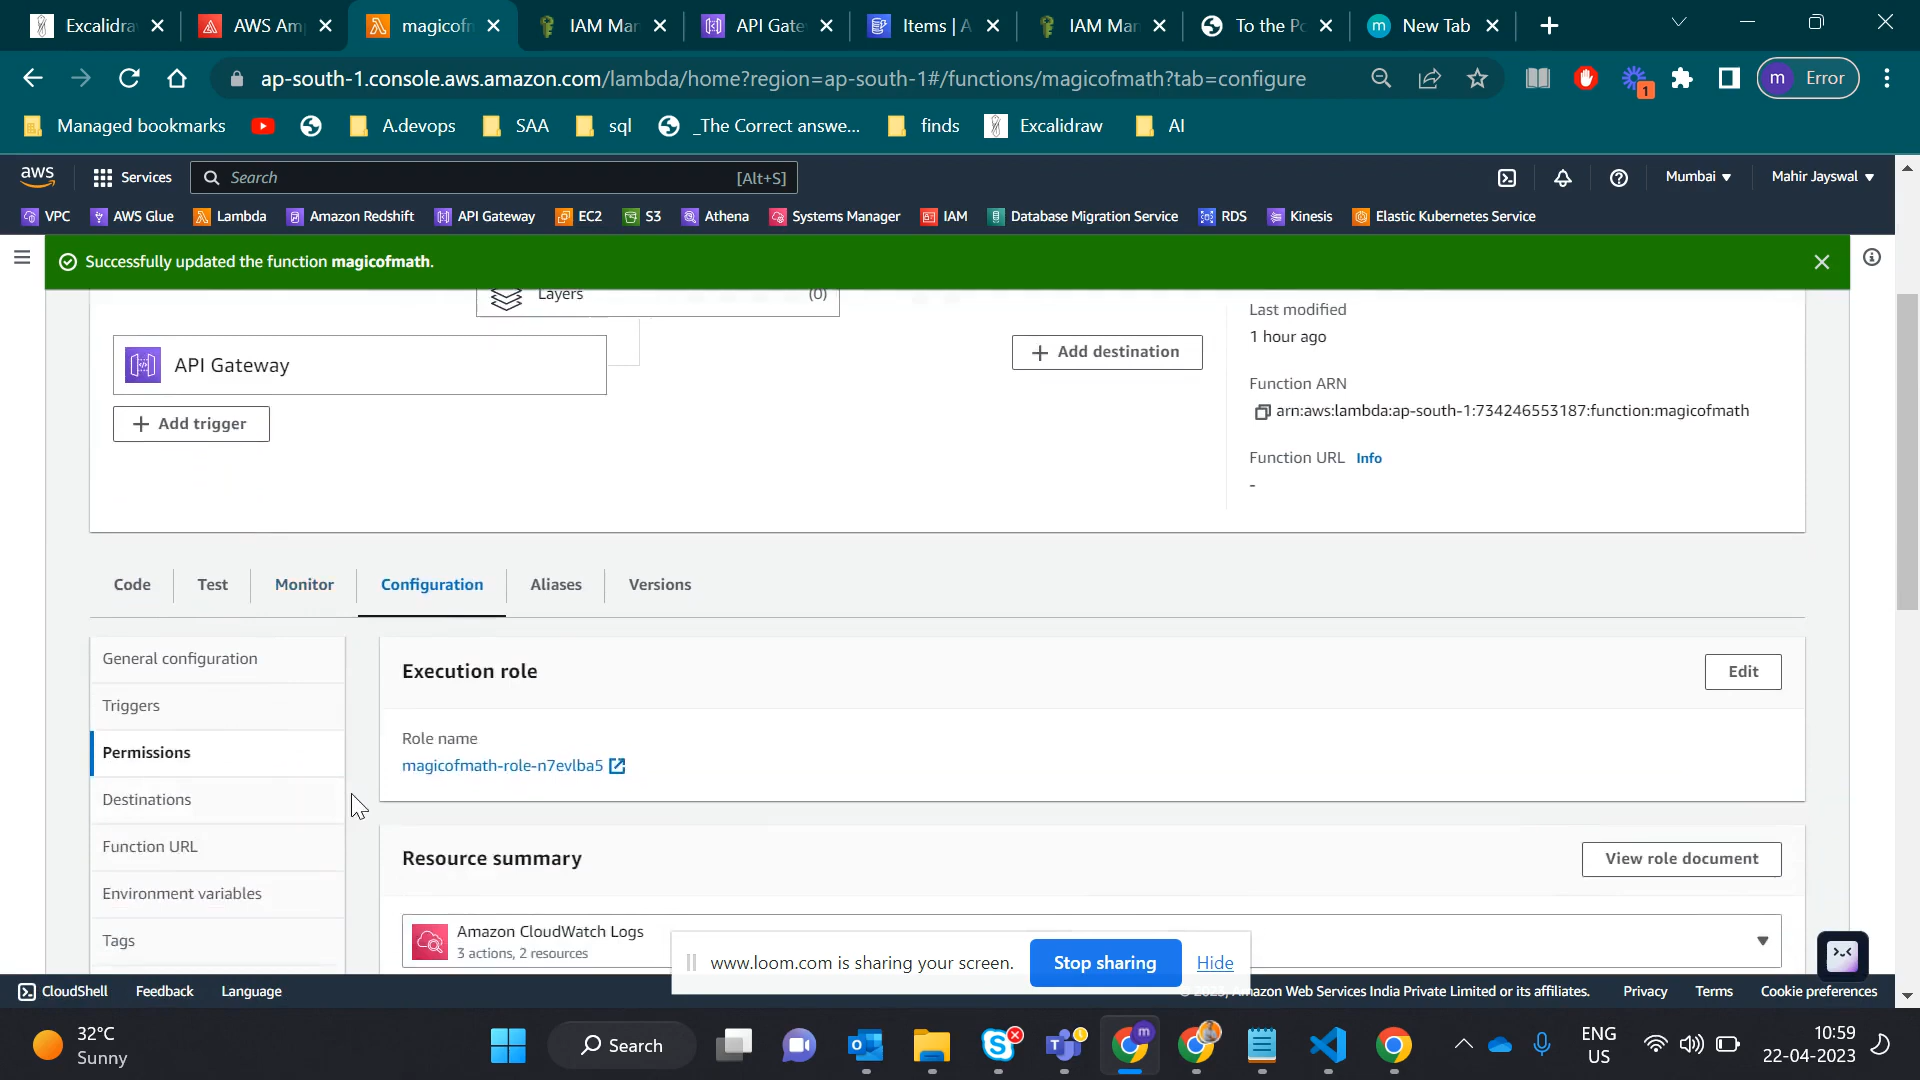 Excalidra
AWS Am
magicofm
IAM Mar
API Gate
Items | A
IAM Mar
To the Po
New Tab
ap-south-1.console.aws.amazon.com/lambda/home?region=ap-south-1#/functions/magicofmath?tab=configure
1
m
Error
Managed bookmarks
A.devops
SAA
sql
_The Correct answe...
finds
Excalidraw
AI
aws
Services
Search
[Alt+S]
Mumbai
Mahir Jayswal
VPC
AWS Glue
Lambda
Amazon Redshift
API Gateway
EC2
S3
Athena
Systems Manager
IAM
Database Migration Service
RDS
Kinesis
Elastic Kubernetes Service
Successfully updated the function magicofmath.
Layers
(0)
Last modified
1 hour ago
API Gateway
+ Add destination
Function ARN
arn:aws:lambda:ap-south-1:734246553187:function:magicofmath
+ Add trigger
Function URL Info
-
Code
Test
Monitor
Configuration
Aliases
Versions
General configuration
Triggers
Permissions
Destinations
Function URL
Environment variables
Tags
Execution role
Edit
Role name
magicofmath-role-n7evlba5
Resource summary
View role document
Amazon CloudWatch Logs
3 actions, 2 resources
www.loom.com is sharing your screen.
Stop sharing
Hide
CloudShell
Feedback
Language
© 2023, Amazon Web Services India Private Limited or its affiliates.
Privacy
Terms
Cookie preferences
32°C
Sunny
Search
ENG
US
10:59
22-04-2023